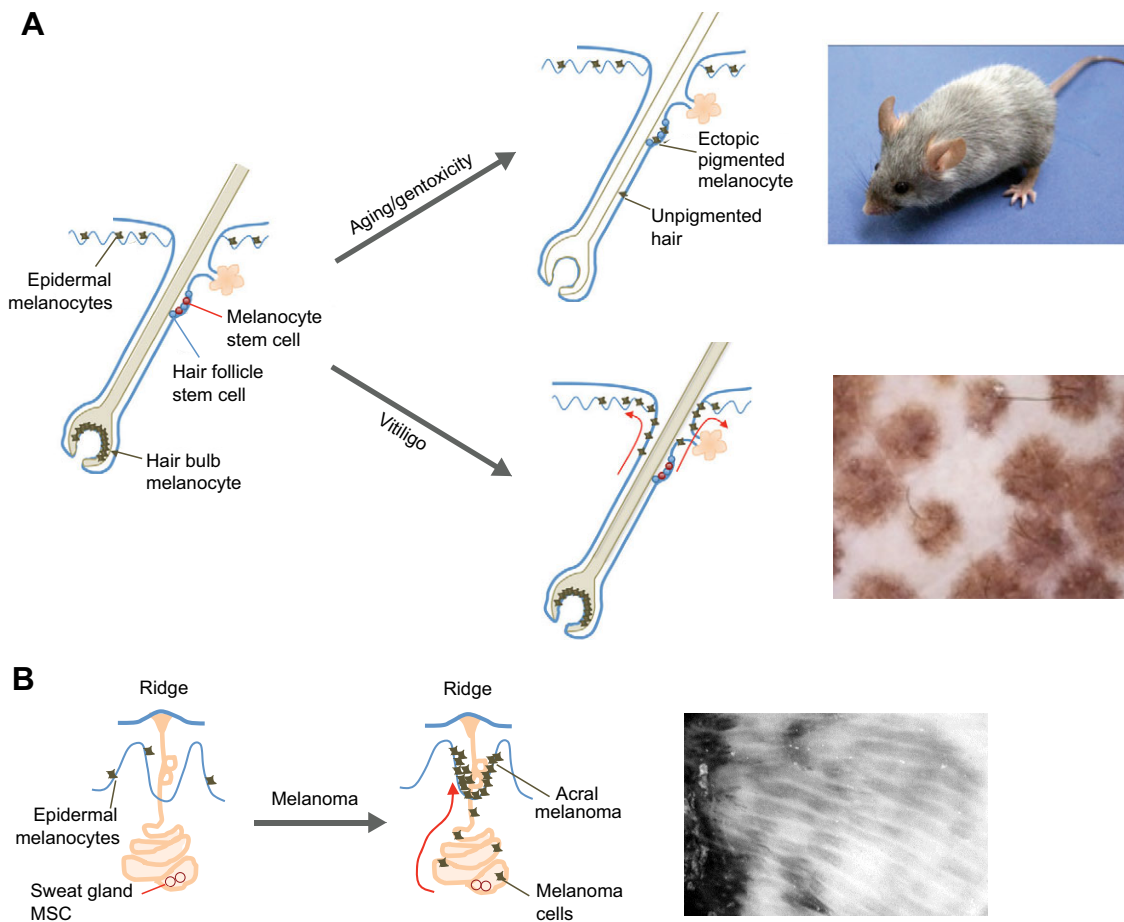 A
Epidermal
melanocytes
Melanocyte
stem cell
Hair follicle
stem cell
Hair bulb
melanocyte
Aging/gentoxicity
Ectopic
pigmented
melanocyte
Unpigmented
hair
Vitiligo
B
Ridge
Epidermal
melanocytes
Sweat gland
MSC
Melanoma
Ridge
Acral
melanoma
Melanoma
cells